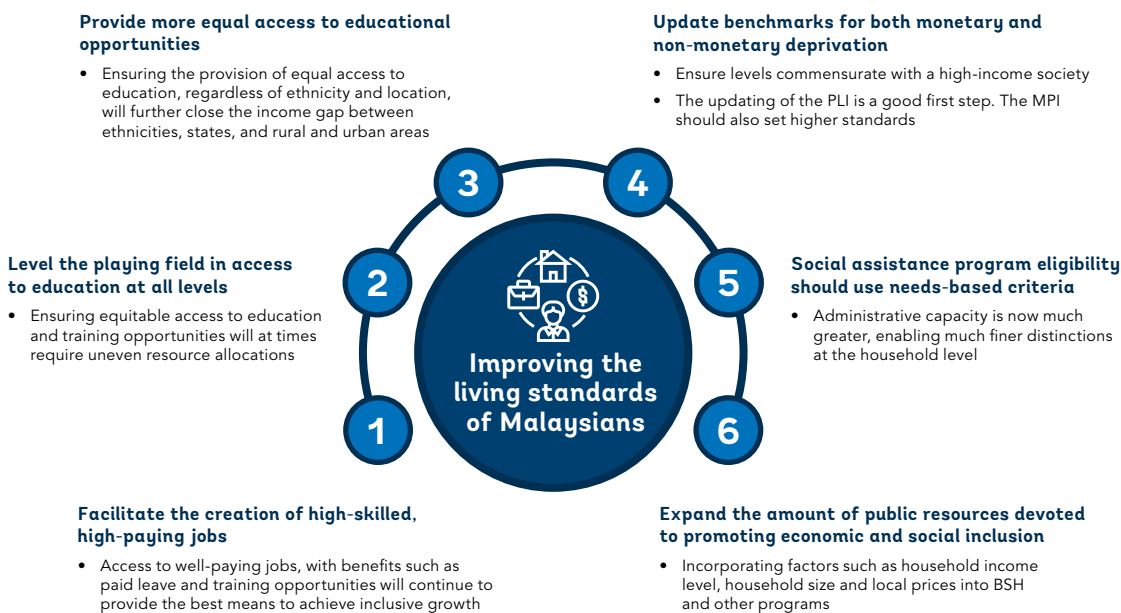 Provide more equal access to educational
opportunities
• Ensuring the provision of equal access to
education, regardless of ethnicity and location,
will further close the income gap between
ethnicities, states, and rural and urban areas
Update benchmarks for both monetary and
non-monetary deprivation
• Ensure levels commensurate with a high-income society
• The updating of the PLI is a good first step. The MPI
should also set higher standards
3
4
Level the playing field in access
to education at all levels
• Ensuring equitable access to education
and training opportunities will at times
require uneven resource allocations
2
5
Social assistance program eligibility
should use needs-based criteria
• Administrative capacity is now much
greater, enabling much finer distinctions
at the household level
$
Improving the
living standards
of Malaysians
1
6
Facilitate the creation of high-skilled,
high-paying jobs
• Access to well-paying jobs, with benefits such as
paid leave and training opportunities will continue to
provide the best means to achieve inclusive growth
Expand the amount of public resources devoted
to promoting economic and social inclusion
• Incorporating factors such as household income
level, household size and local prices into BSH
and other programs